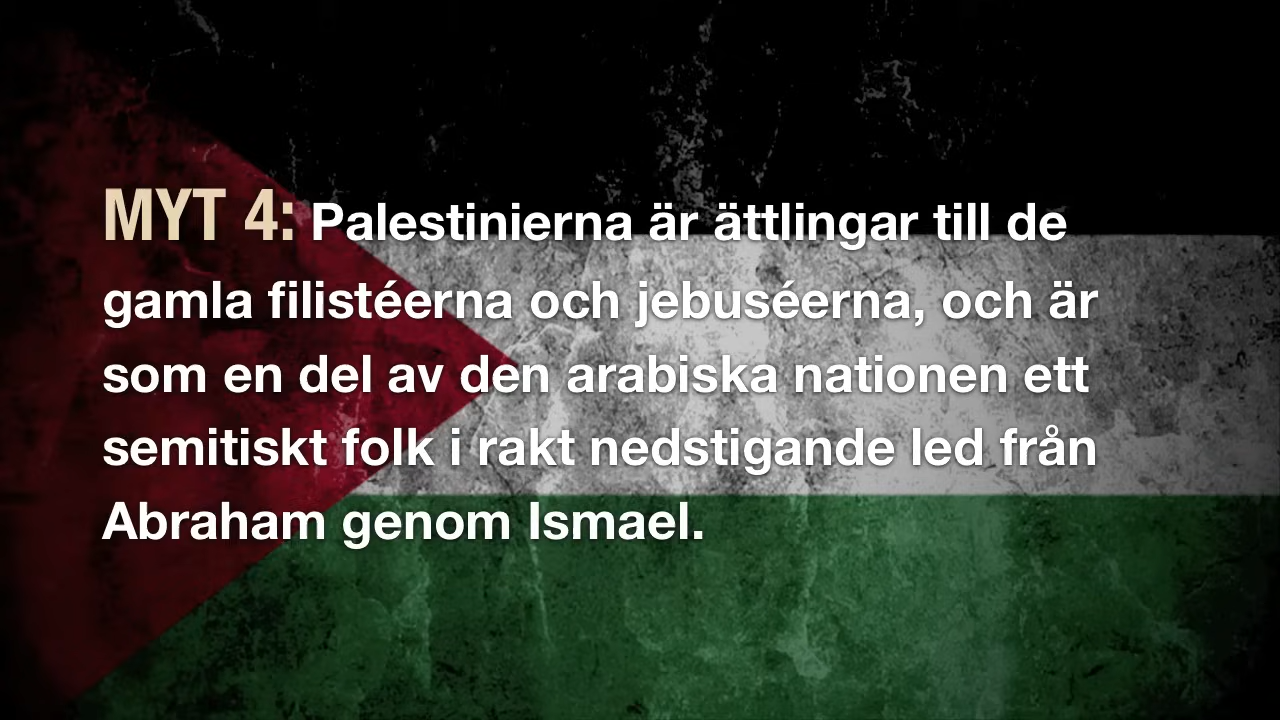 MYT 4: Palestinierna är ättlingar till de
gamla filistéerna och jebuséerna, och är
som en del av den arabiska nationen ett
semitiskt folk i rakt nedstigande led från
Abraham genom Ismael.